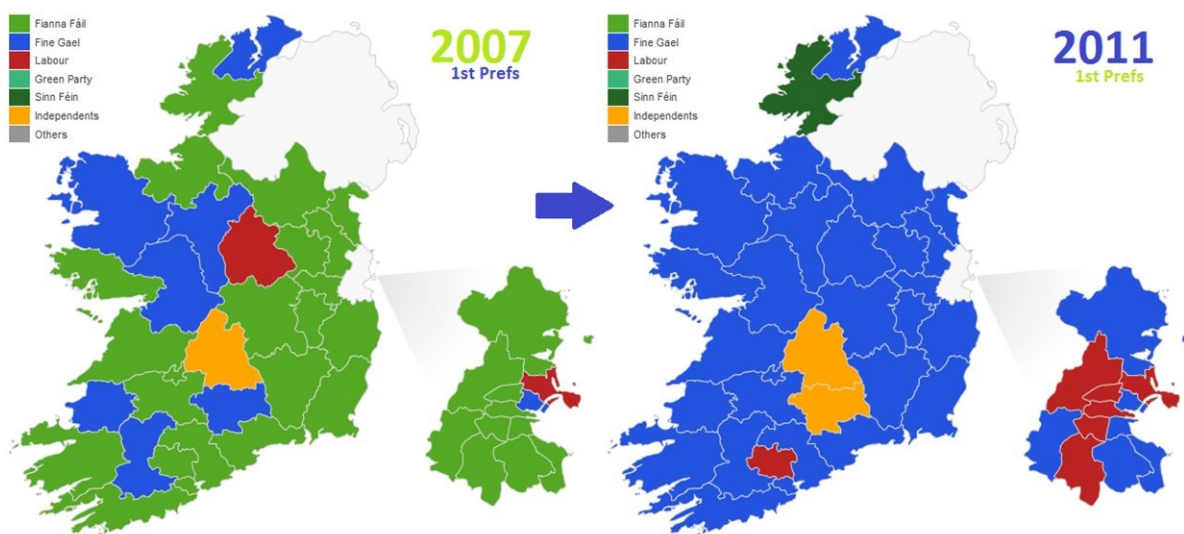 Fianna Fáil
Fine Gael
Labour
Green Party
Sinn Féin
Independents
Others
2007
1st Prefs
Fianna Fáil
Fine Gael
Labour
Green Party
Sinn Féin
Independents
Others
2011
1st Prefs